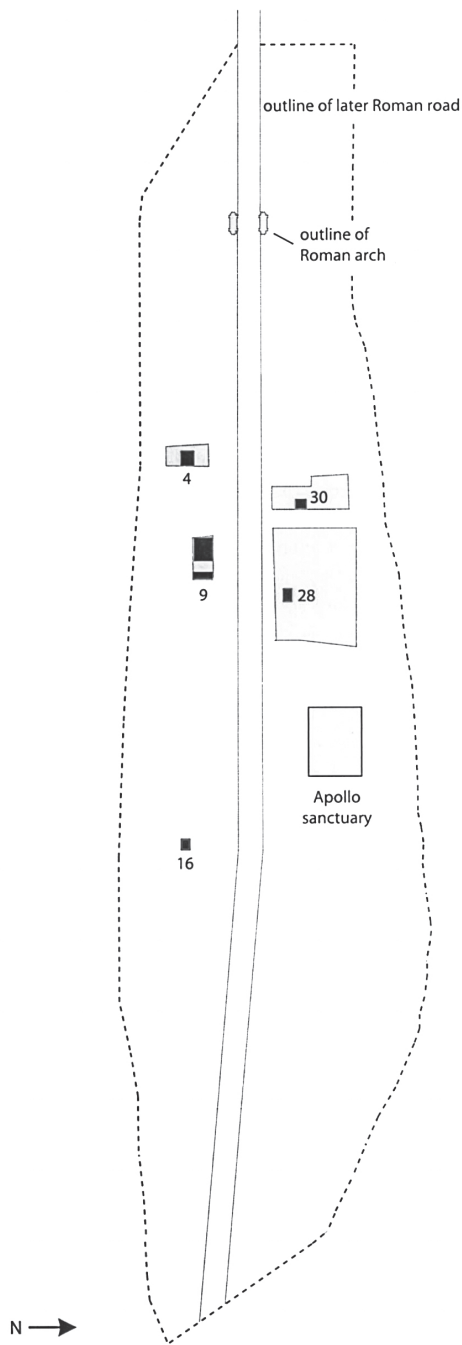 outline of later Roman road
outline of
Roman arch
4
30
9
28
Apollo
sanctuary
16
N